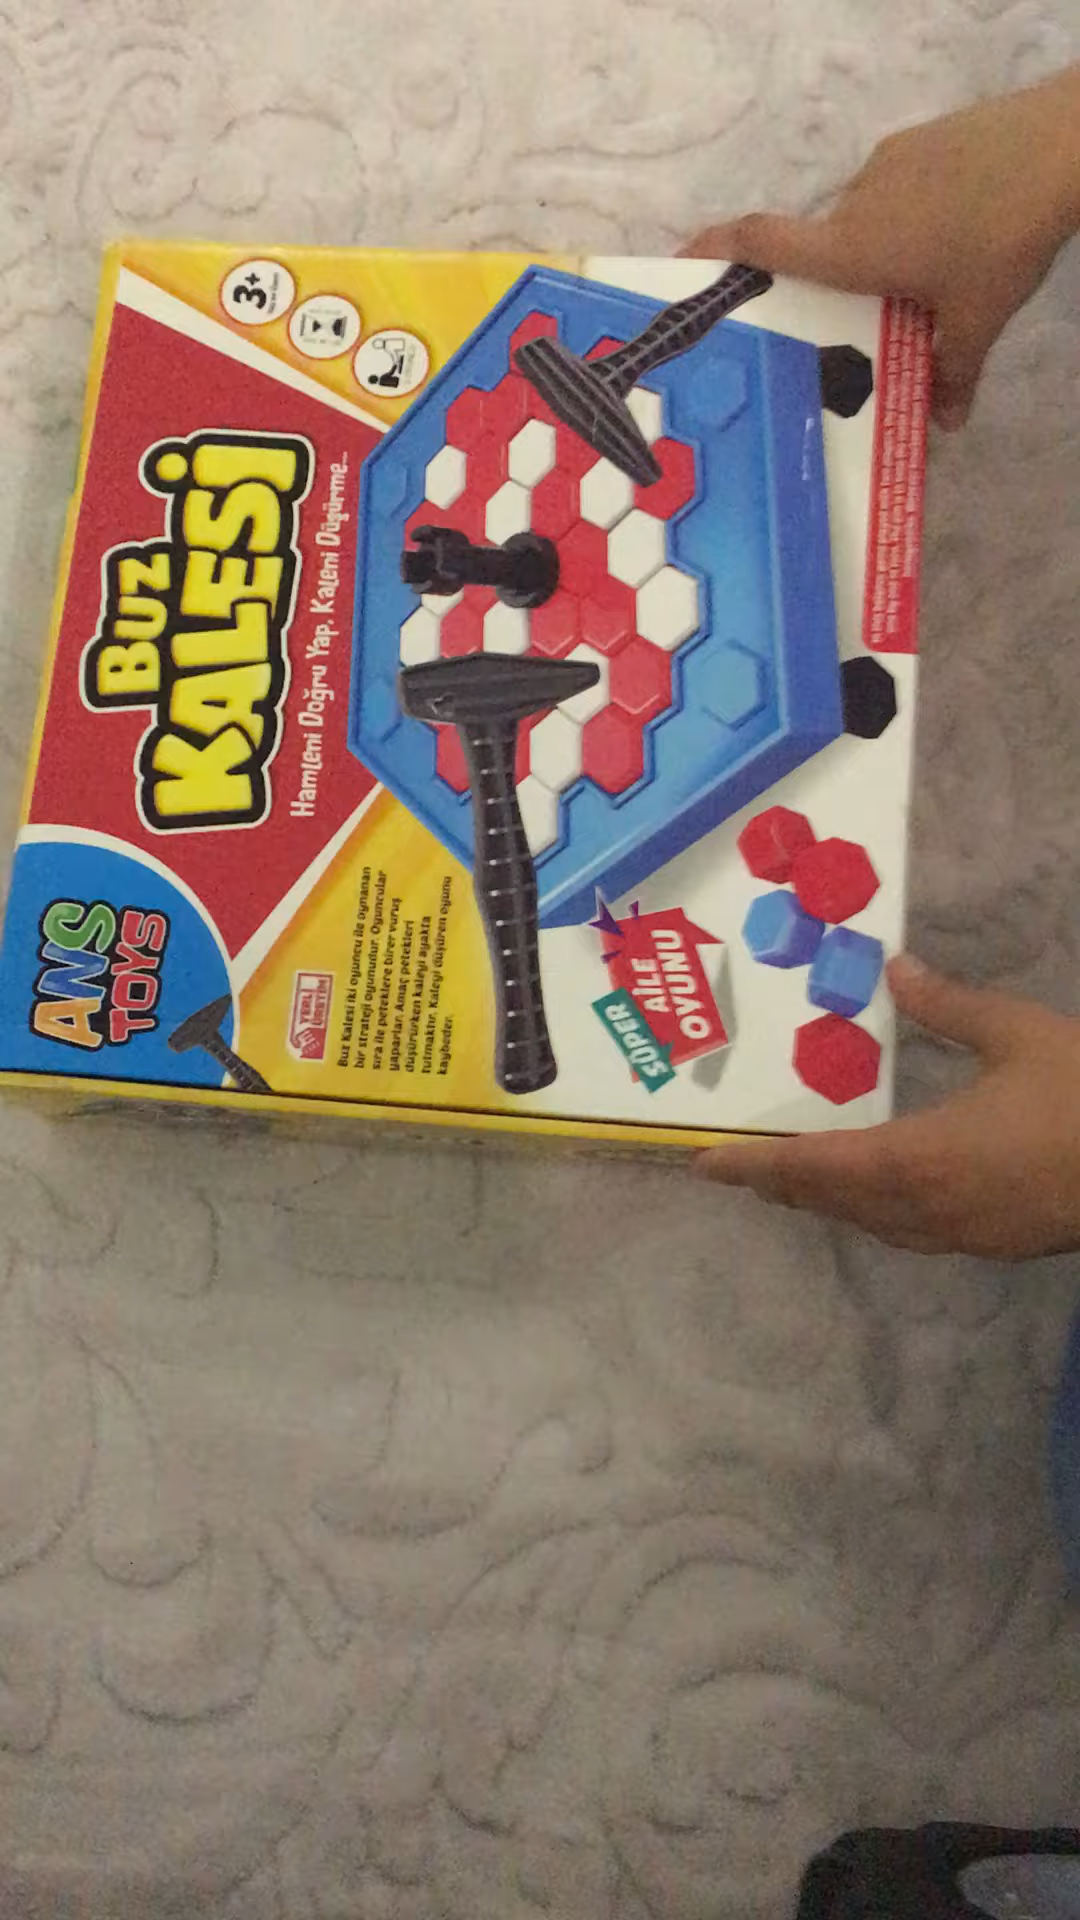 ANS
TOYS
BUZ
KALESİ
Hamleni Doğru Yap, Kaleni Düşürme...
3+
YERLİ
ÜRETİM
Buz Kalesi iki oyuncu ile oynanan
bir strateji oyunudur. Oyuncular
sıra ile peteklere birer vuruş
yaparlar. Amaç petekleri
düşürürken kaleyi ayakta
tutmaktır. Kaleyi düşüren oyunu
kaybeder.
SÜPER
AİLE
OYUNU